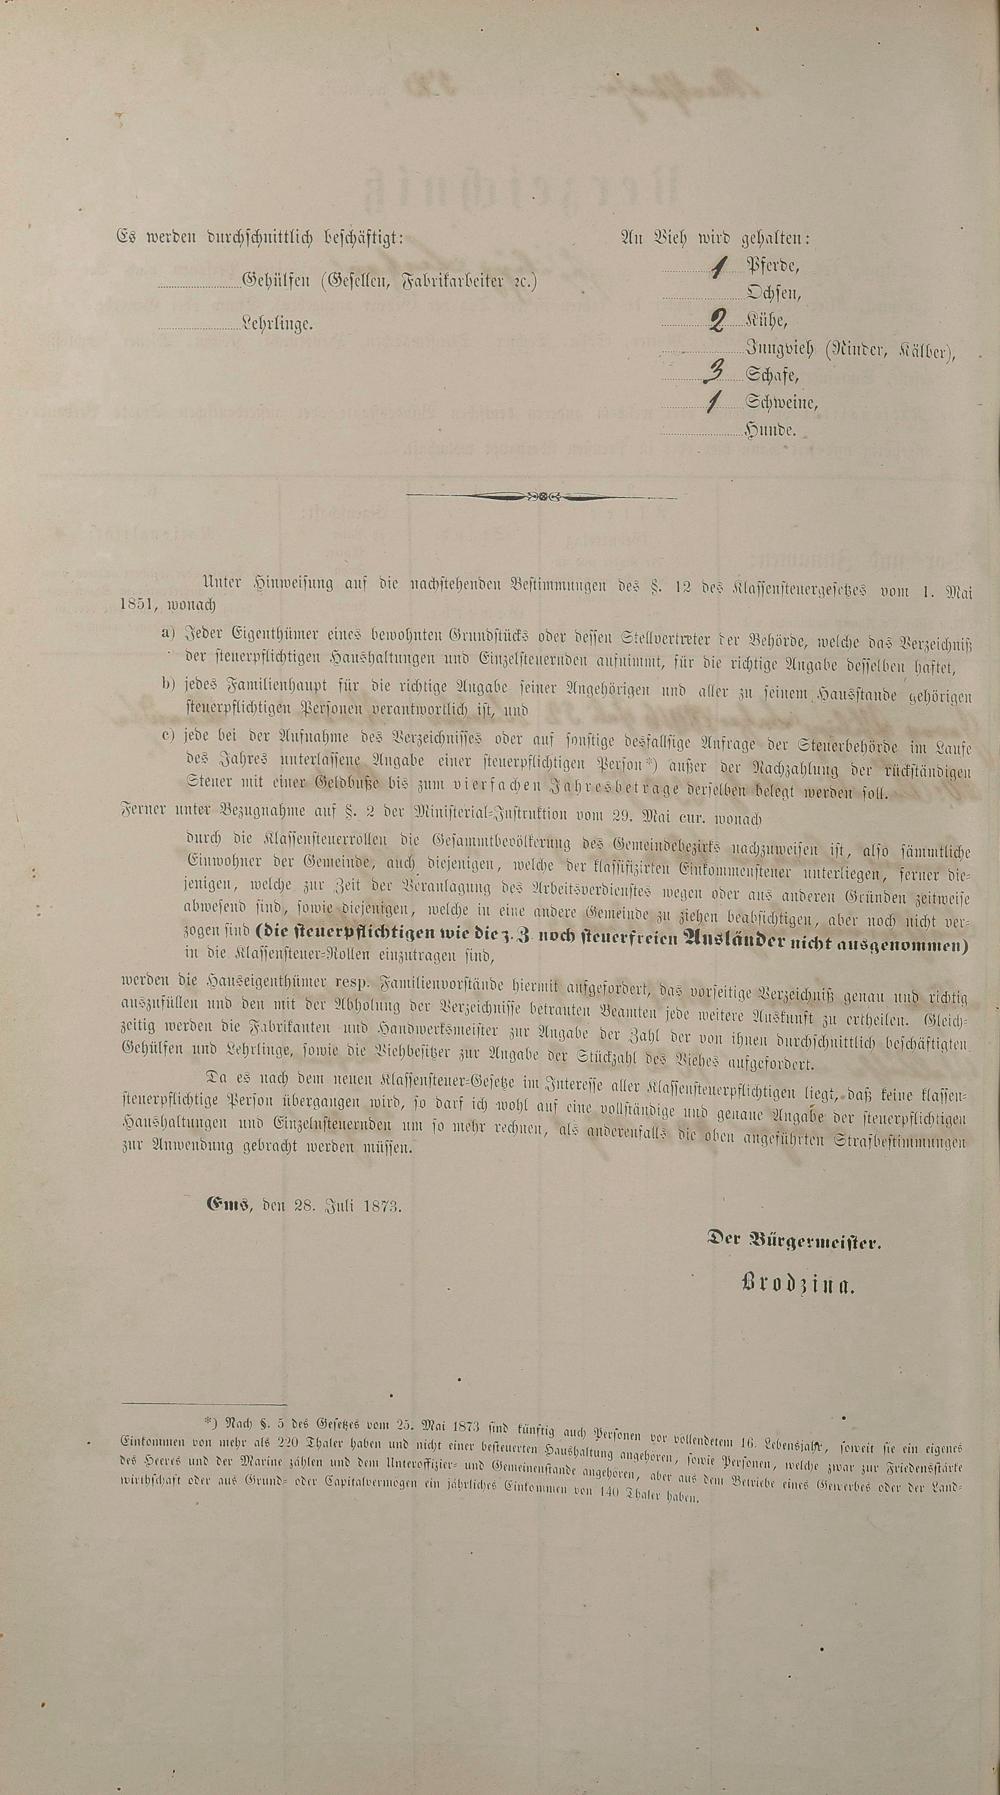 Es werden durchschnittlich beschäftigt:
Gehülfen (Gesellen, Fabrikarbeiter ꝛc.)
Lehrlinge.
An Vieh wird gehalten:
1 Pferde,
Ochsen,
2 Kühe,
Jungvieh (Rinder, Kälber),
3 Schafe,
1 Schweine,
Hunde.
Unter Hinweisung auf die nachstehenden Bestimmungen des §. 12 des Klassensteuergesetzes vom 1. Mai
1851, wonach
a) Jeder Eigenthümer eines bewohnten Grundstücks oder dessen Stellvertreter der Behörde, welche das Verzeichniß
der steuerpflichtigen Haushaltungen und Einzelsteuernden aufnimmt, für die richtige Angabe desselben haftet,
b) jedes Familienhaupt für die richtige Angabe seiner Angehörigen und aller zu seinem Hausstande gehörigen
steuerpflichtigen Personen verantwortlich ist, und
c) jede bei der Aufnahme des Verzeichnisses oder auf sonstige desfallsige Anfrage der Steuerbehörde im Laufe
des Jahres unterlassene Angabe einer steuerpflichtigen Person*) außer der Nachzahlung der rückständigen
Steuer mit einer Geldbuße bis zum vierfachen Jahresbetrage derselben belegt werden soll.
Ferner unter Bezugnahme auf §. 2 der Ministerial-Instruktion vom 29. Mai cur. wonach
durch die Klassensteuerrollen die Gesammtbevölkerung des Gemeindebezirks nachzuweisen ist, also sämmtliche
Einwohner der Gemeinde, auch diejenigen, welche der klassifizirten Einkommensteuer unterliegen, ferner die-
jenigen, welche zur Zeit der Veranlagung des Arbeitsverdienstes wegen oder aus anderen Gründen zeitweise
abwesend sind, sowie diejenigen, welche in eine andere Gemeinde zu ziehen beabsichtigen, aber noch nicht ver-
zogen sind (die steuerpflichtigen wie die z. Z. noch steuerfreien Ausländer nicht ausgenommen)
in die Klassensteuer-Rollen einzutragen sind,
werden die Hauseigenthümer resp. Familienvorstände hiermit aufgefordert, das vorseitige Verzeichniß genau und richtig
auszufüllen und den mit der Abholung der Verzeichnisse betrauten Beamten jede weitere Auskunft zu ertheilen. Gleich-
zeitig werden die Fabrikanten und Handwerksmeister zur Angabe der Zahl der von ihnen durchschnittlich beschäftigten
Gehülfen und Lehrlinge, sowie die Viehbesitzer zur Angabe der Stückzahl des Viehes aufgefordert.
Da es nach dem neuen Klassensteuer-Gesetze im Interesse aller Klassensteuerpflichtigen liegt, daß keine klassen-
steuerpflichtige Person übergangen wird, so darf ich wohl auf eine vollständige und genaue Angabe der steuerpflichtigen
Haushaltungen und Einzelnsteuernden um so mehr rechnen, als anderenfalls die oben angeführten Strafbestimmungen
zur Anwendung gebracht werden müssen.
Ems, den 28. Juli 1873.
Der Bürgermeister.
Brodzina.
*) Nach §. 5 des Gesetzes vom 25. Mai 1873 sind künftig auch Personen vor vollendetem 16. Lebensjahr, soweit sie ein eigenes
Einkommen von mehr als 220 Thaler haben und nicht einer besteuerten Haushaltung angehören, sowie Personen, welche zwar zur Friedensstärke
des Heeres und der Marine zählen und dem Unteroffizier- und Gemeinenstande angehören, aber aus dem Betriebe eines Gewerbes oder der Land-
wirthschaft oder aus Grund- oder Capitalvermögen ein jährliches Einkommen von 140 Thaler haben.